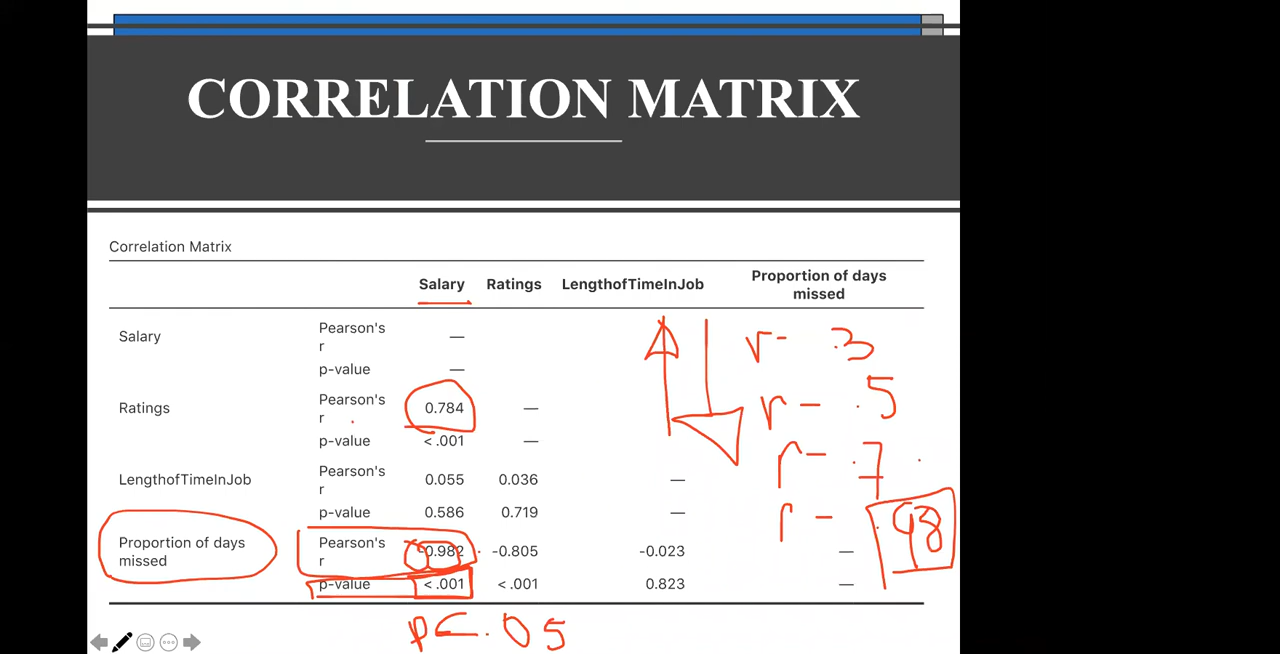 CORRELATION MATRIX
Correlation Matrix
Salary Ratings LengthofTimeInJob Proportion of days missed
Salary Pearson's r —
p-value —
Ratings Pearson's r 0.784 —
p-value < .001 —
LengthofTimeInJob Pearson's r 0.055 0.036 —
p-value 0.586 0.719 —
Proportion of days missed Pearson's r -0.982 -0.805 -0.023 —
p-value < .001 < .001 0.823 —
r - .3
r - .5
r - .7
r - .98
p < .05